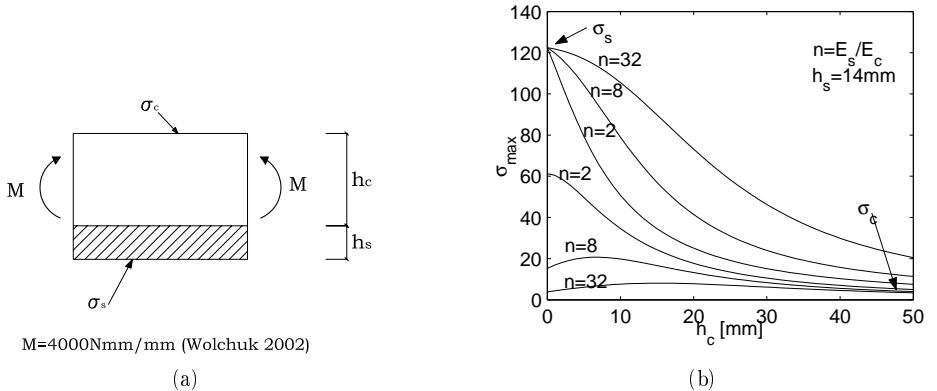 σc
M
M
hc
hs
σs
M=4000Nmm/mm (Wolchuk 2002)
(a)
140
120
100
80
60
40
20
0
σmax
σs
n=32
n=8
n=2
n=2
n=8
n=32
n=Es/Ec
hs=14mm
σc
0
10
20
30
40
50
hc [mm]
(b)